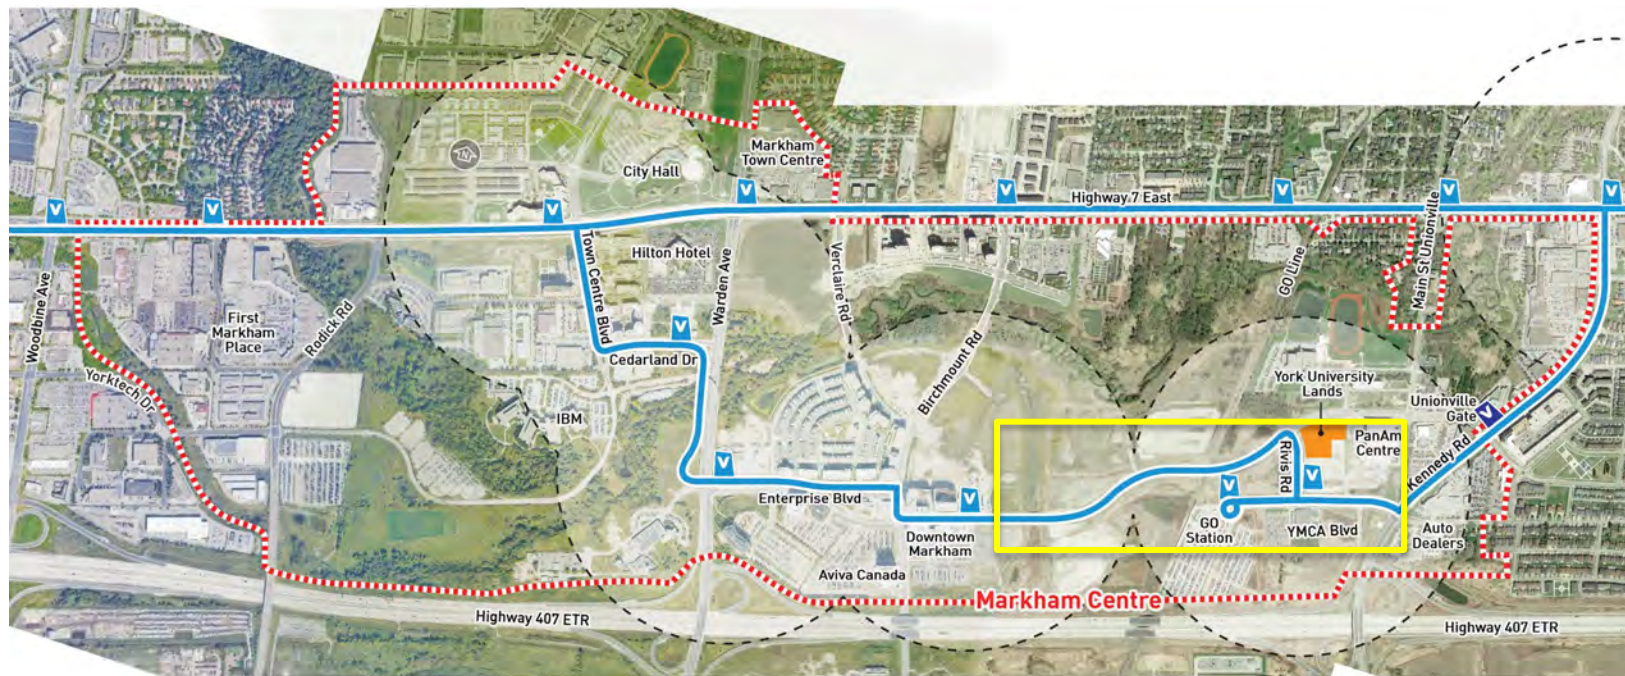 City Hall
Markham
Town Centre
N
V
V
V
V
V
V
V
V
Highway 7 East
Woodbine Ave
Town Centre Blvd
Hilton Hotel
Warden Ave
Verclaire Rd
GO Line
Main St Unionville
First
Markham
Place
Rodick Rd
V
Cedarland Dr
Yorktech Dr
IBM
Birchmount Rd
York University
Lands
Unionville
Gate
V
PanAm
Centre
Kennedy Rd
Rivis Rd
V
V
V
V
Enterprise Blvd
Downtown
Markham
GO
Station
YMCA Blvd
Auto
Dealers
Aviva Canada
Markham Centre
Highway 407 ETR
Highway 407 ETR